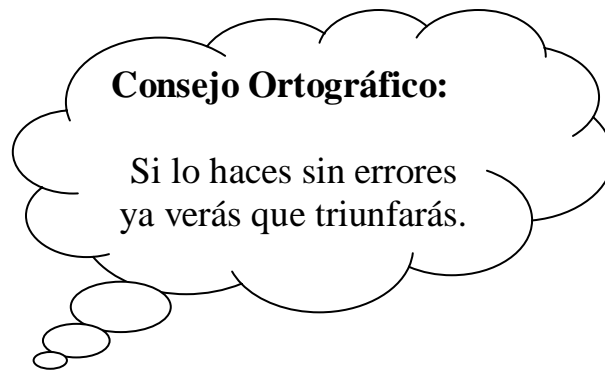 Consejo Ortográfico:
Si lo haces sin errores
ya verás que triunfarás.